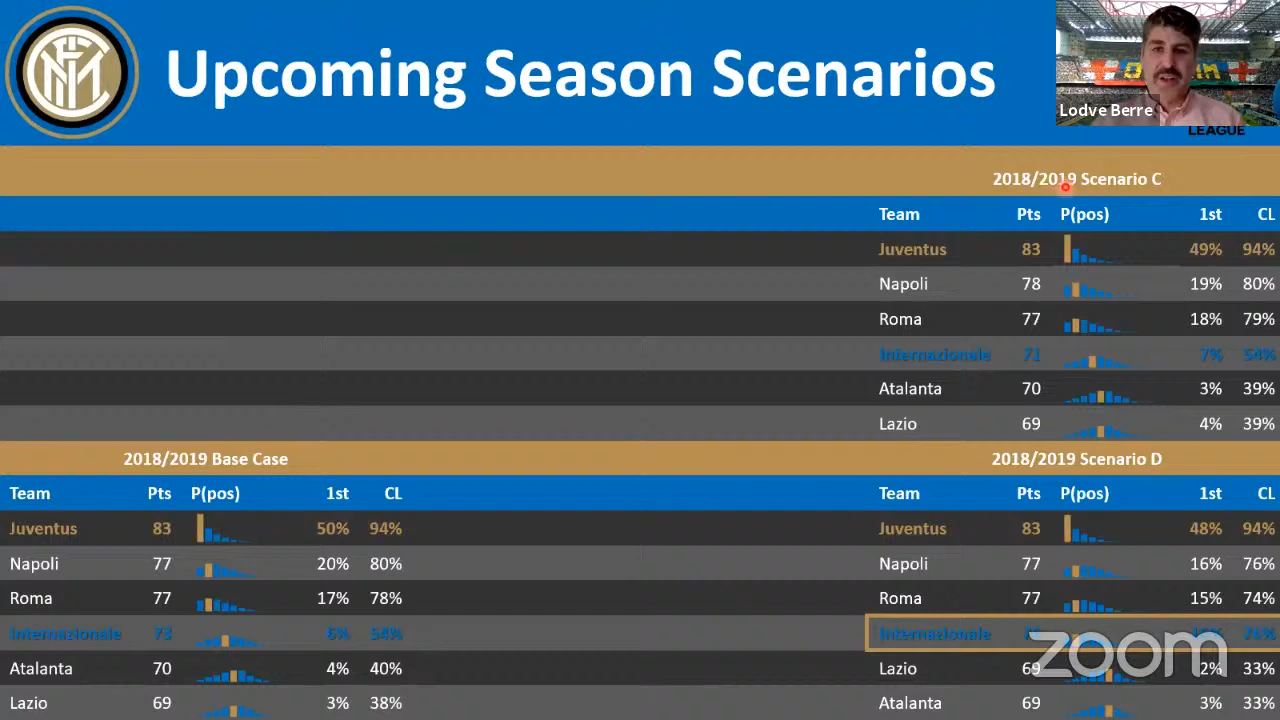 Upcoming Season Scenarios
Lodve Berre
LEAGUE
2018/2019 Scenario C
Team Pts P(pos) 1st CL
Juventus 83 49% 94%
Napoli 78 19% 80%
Roma 77 18% 79%
Internazionale 71 7% 54%
Atalanta 70 3% 39%
Lazio 69 4% 39%
2018/2019 Base Case
Team Pts P(pos) 1st CL
Juventus 83 50% 94%
Napoli 77 20% 80%
Roma 77 17% 78%
Internazionale 73 6% 54%
Atalanta 70 4% 40%
Lazio 69 3% 38%
2018/2019 Scenario D
Team Pts P(pos) 1st CL
Juventus 83 48% 94%
Napoli 77 16% 76%
Roma 77 15% 74%
Internazionale 76%
Lazio 69 2% 33%
Atalanta 69 3% 33%
zoom